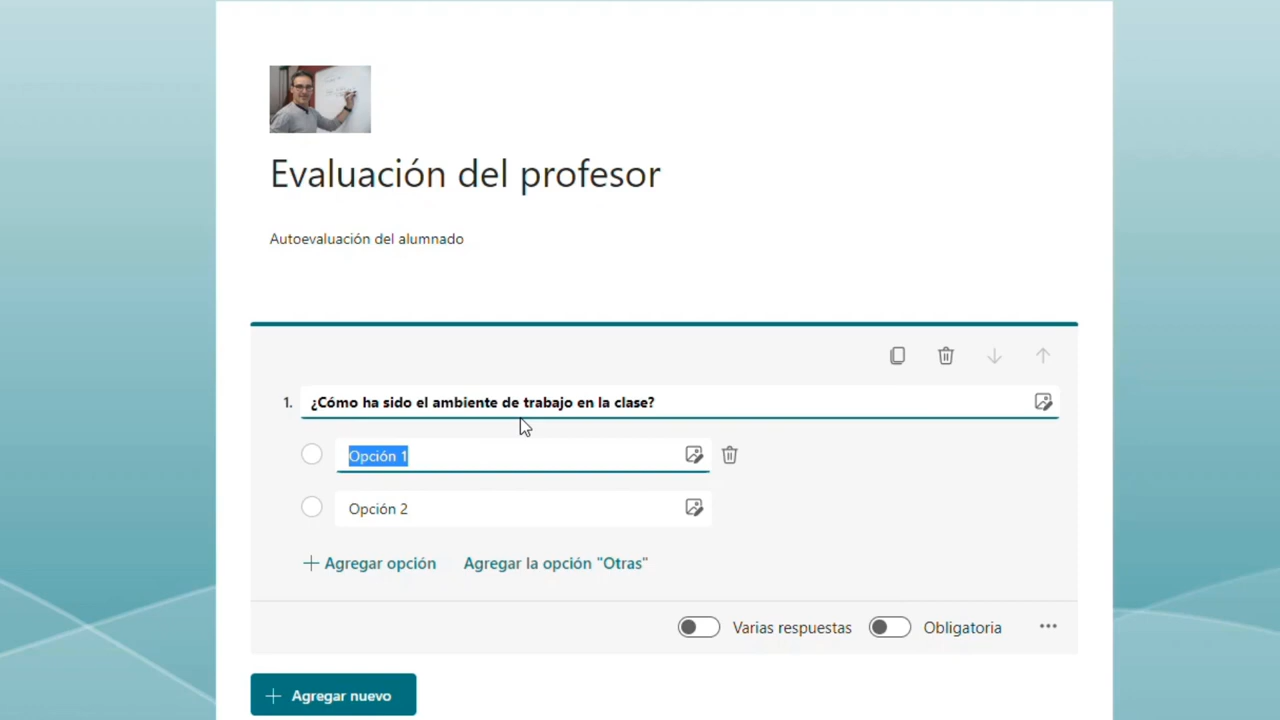 Evaluación del profesor
Autoevaluación del alumnado
1. ¿Cómo ha sido el ambiente de trabajo en la clase?
Opción 1
Opción 2
Agregar opción Agregar la opción "Otras"
Varias respuestas Obligatoria
Agregar nuevo